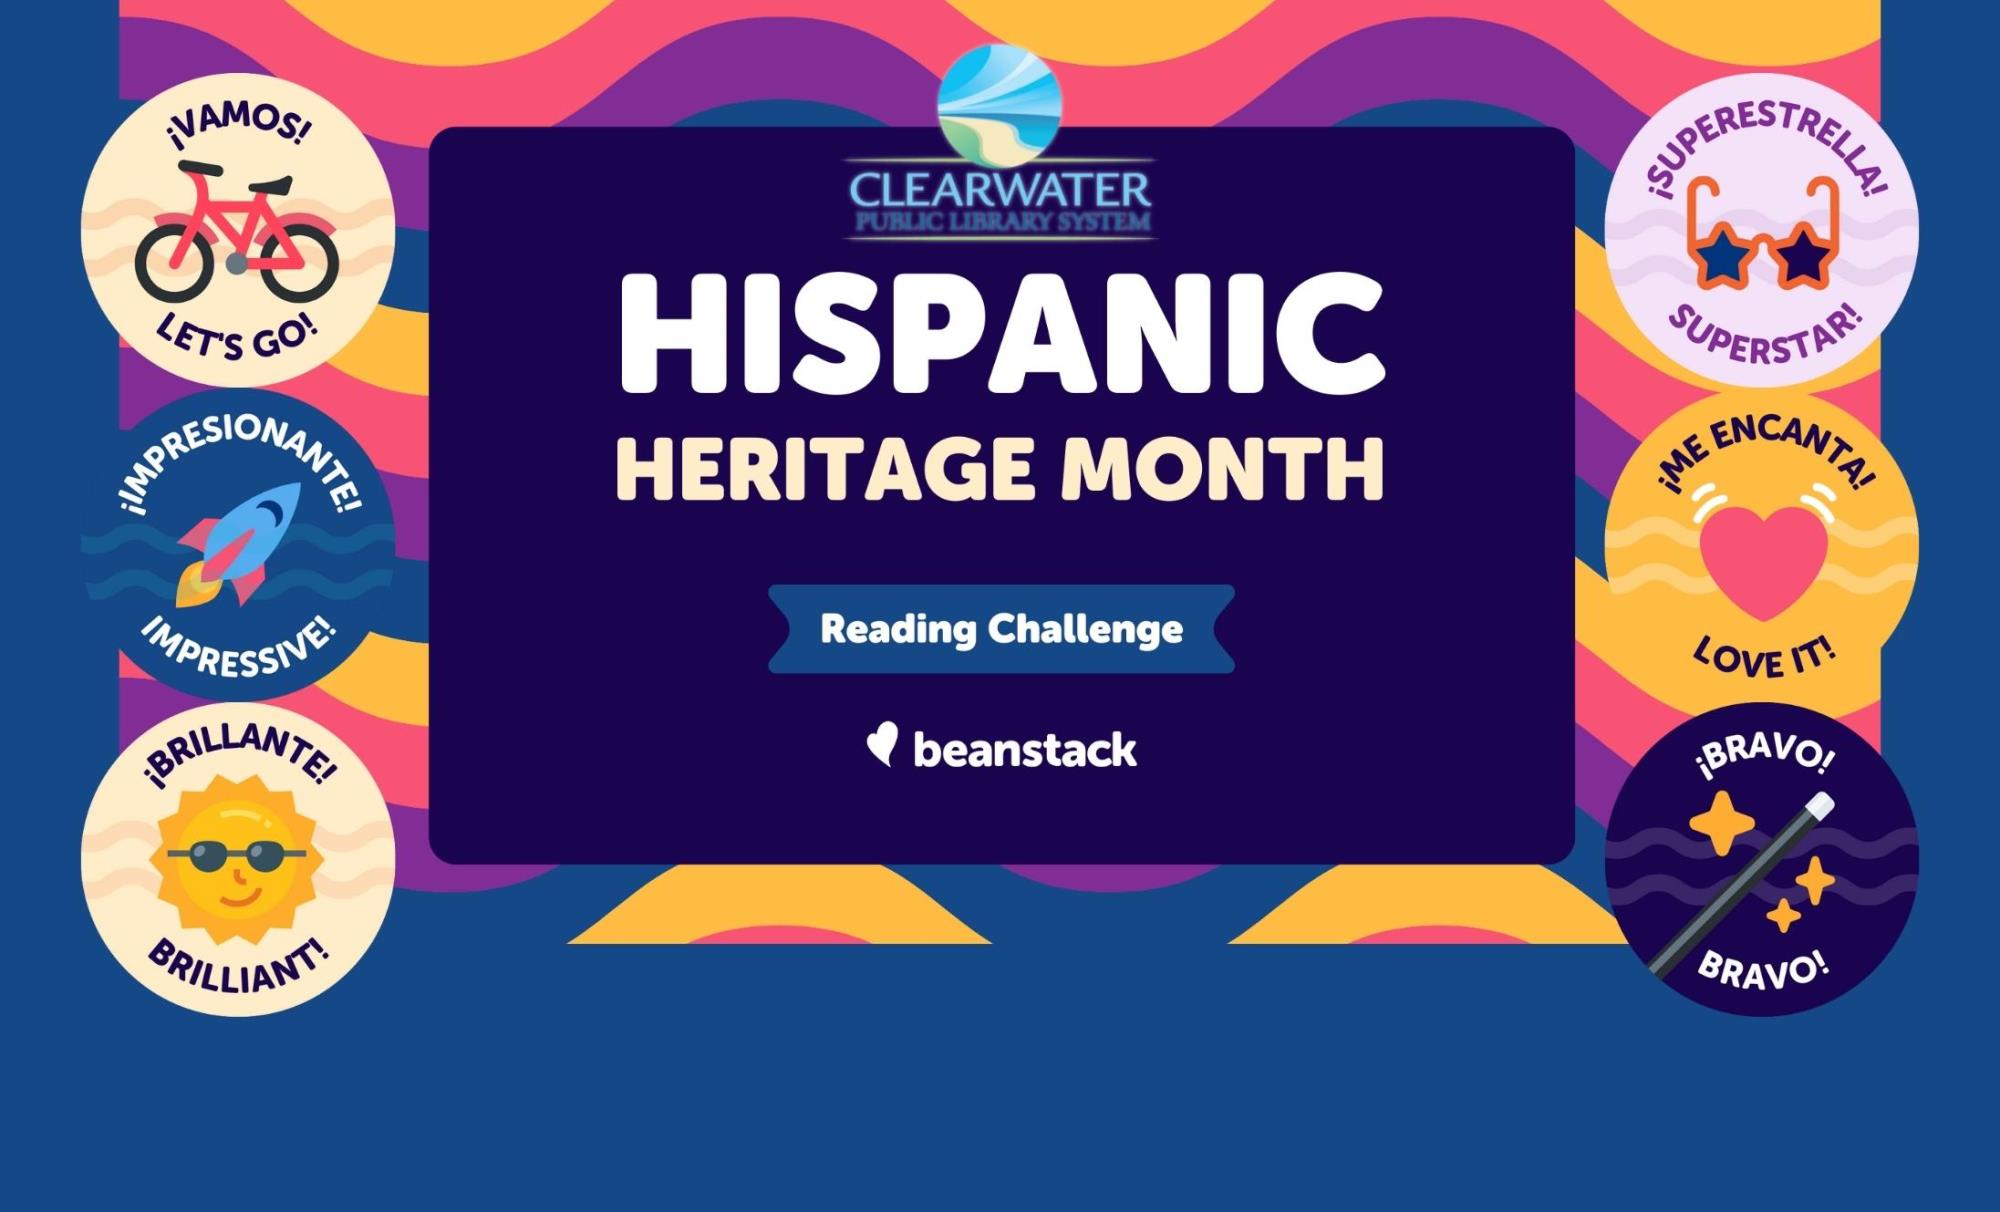 ¡VAMOS!
LET'S GO!
¡IMPRESIONANTE!
IMPRESSIVE!
¡BRILLANTE!
BRILLIANT!
CLEARWATER
PUBLIC LIBRARY SYSTEM
HISPANIC
HERITAGE MONTH
Reading Challenge
beanstack
¡SUPERESTRELLA!
SUPERSTAR!
¡ME ENCANTA!
LOVE IT!
¡BRAVO!
BRAVO!